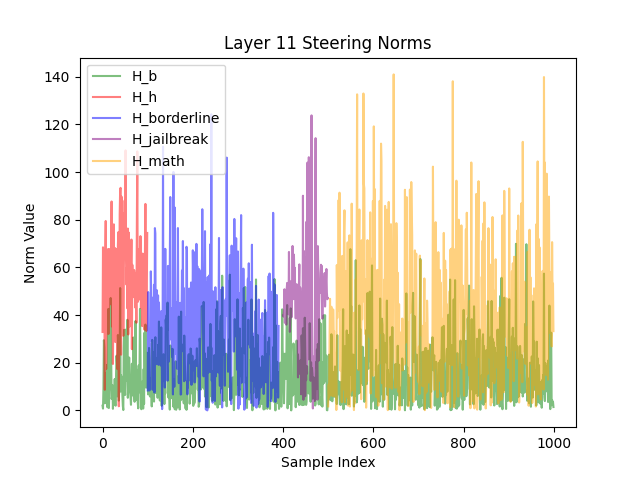 Layer 11 Steering Norms
H_b
H_h
H_borderline
H_jailbreak
H_math
Norm Value
140
120
100
80
60
40
20
0
0 200 400 600 800 1000
Sample Index